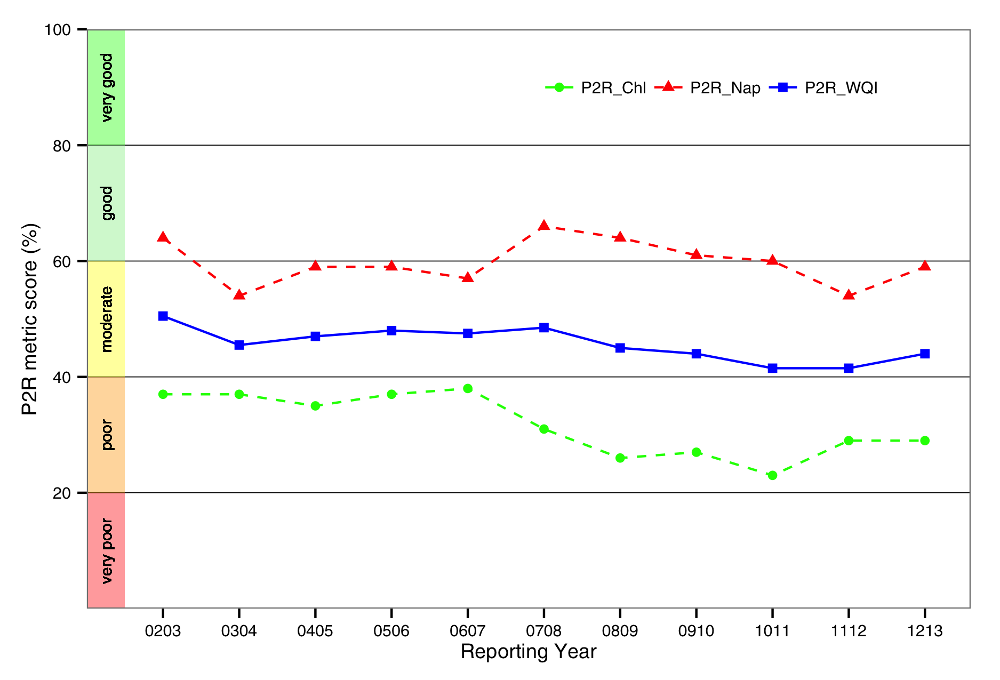 100
80
60
40
20
P2R metric score (%)
very good
good
moderate
poor
very poor
P2R_Chl P2R_Nap P2R_WQI
0203 0304 0405 0506 0607 0708 0809 0910 1011 1112 1213
Reporting Year